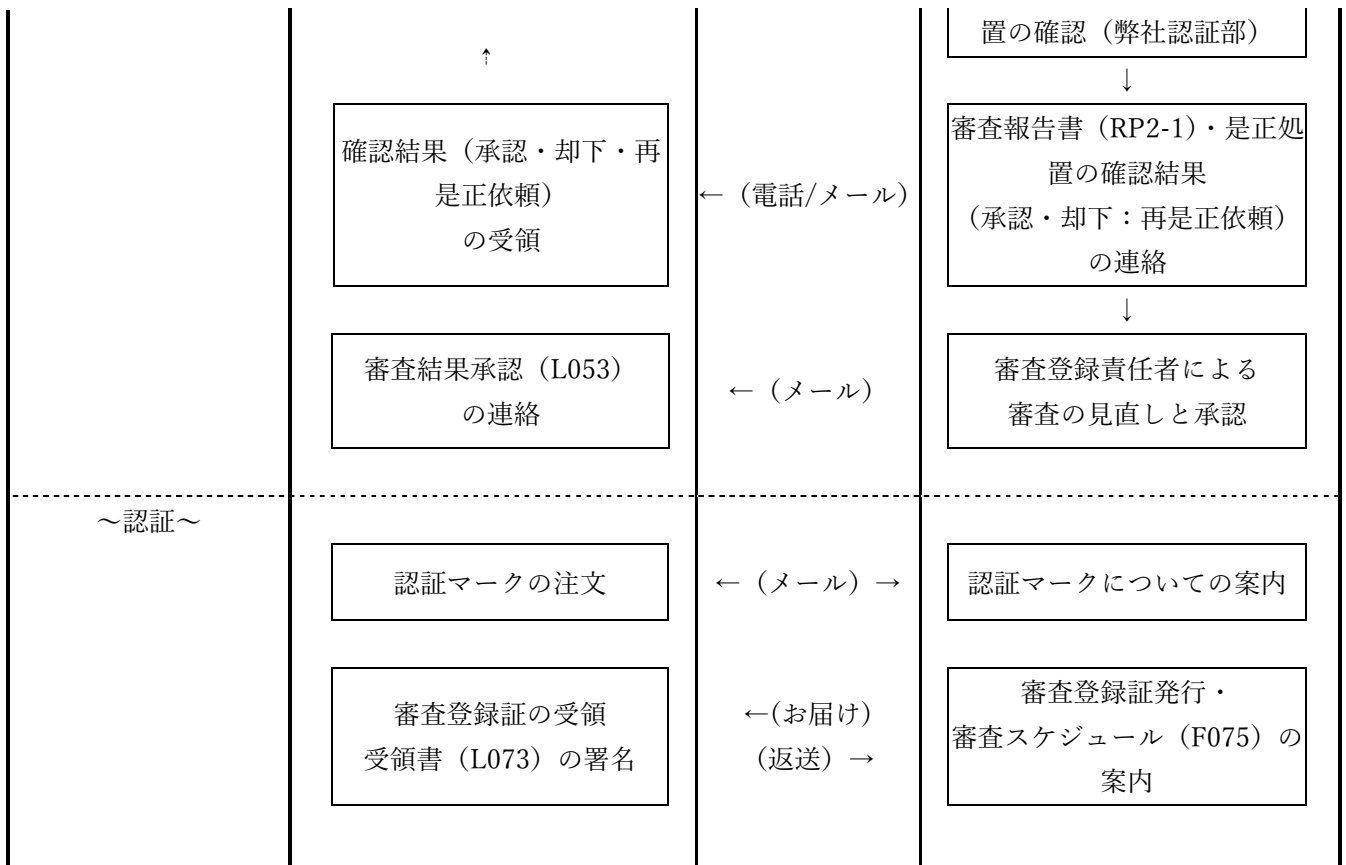 置の確認（弊社認証部）
⇡
↓
確認結果（承認・却下・再
是正依頼）
の受領
←（電話/メール）
審査報告書（RP2-1）・是正処
置の確認結果
（承認・却下：再是正依頼）
の連絡
↓
審査結果承認（L053）
の連絡
←（メール）
審査登録責任者による
審査の見直しと承認
～認証～
認証マークの注文
←（メール）→
認証マークについての案内
審査登録証の受領
受領書（L073）の署名
←(お届け)
（返送）→
審査登録証発行・
審査スケジュール（F075）の
案内